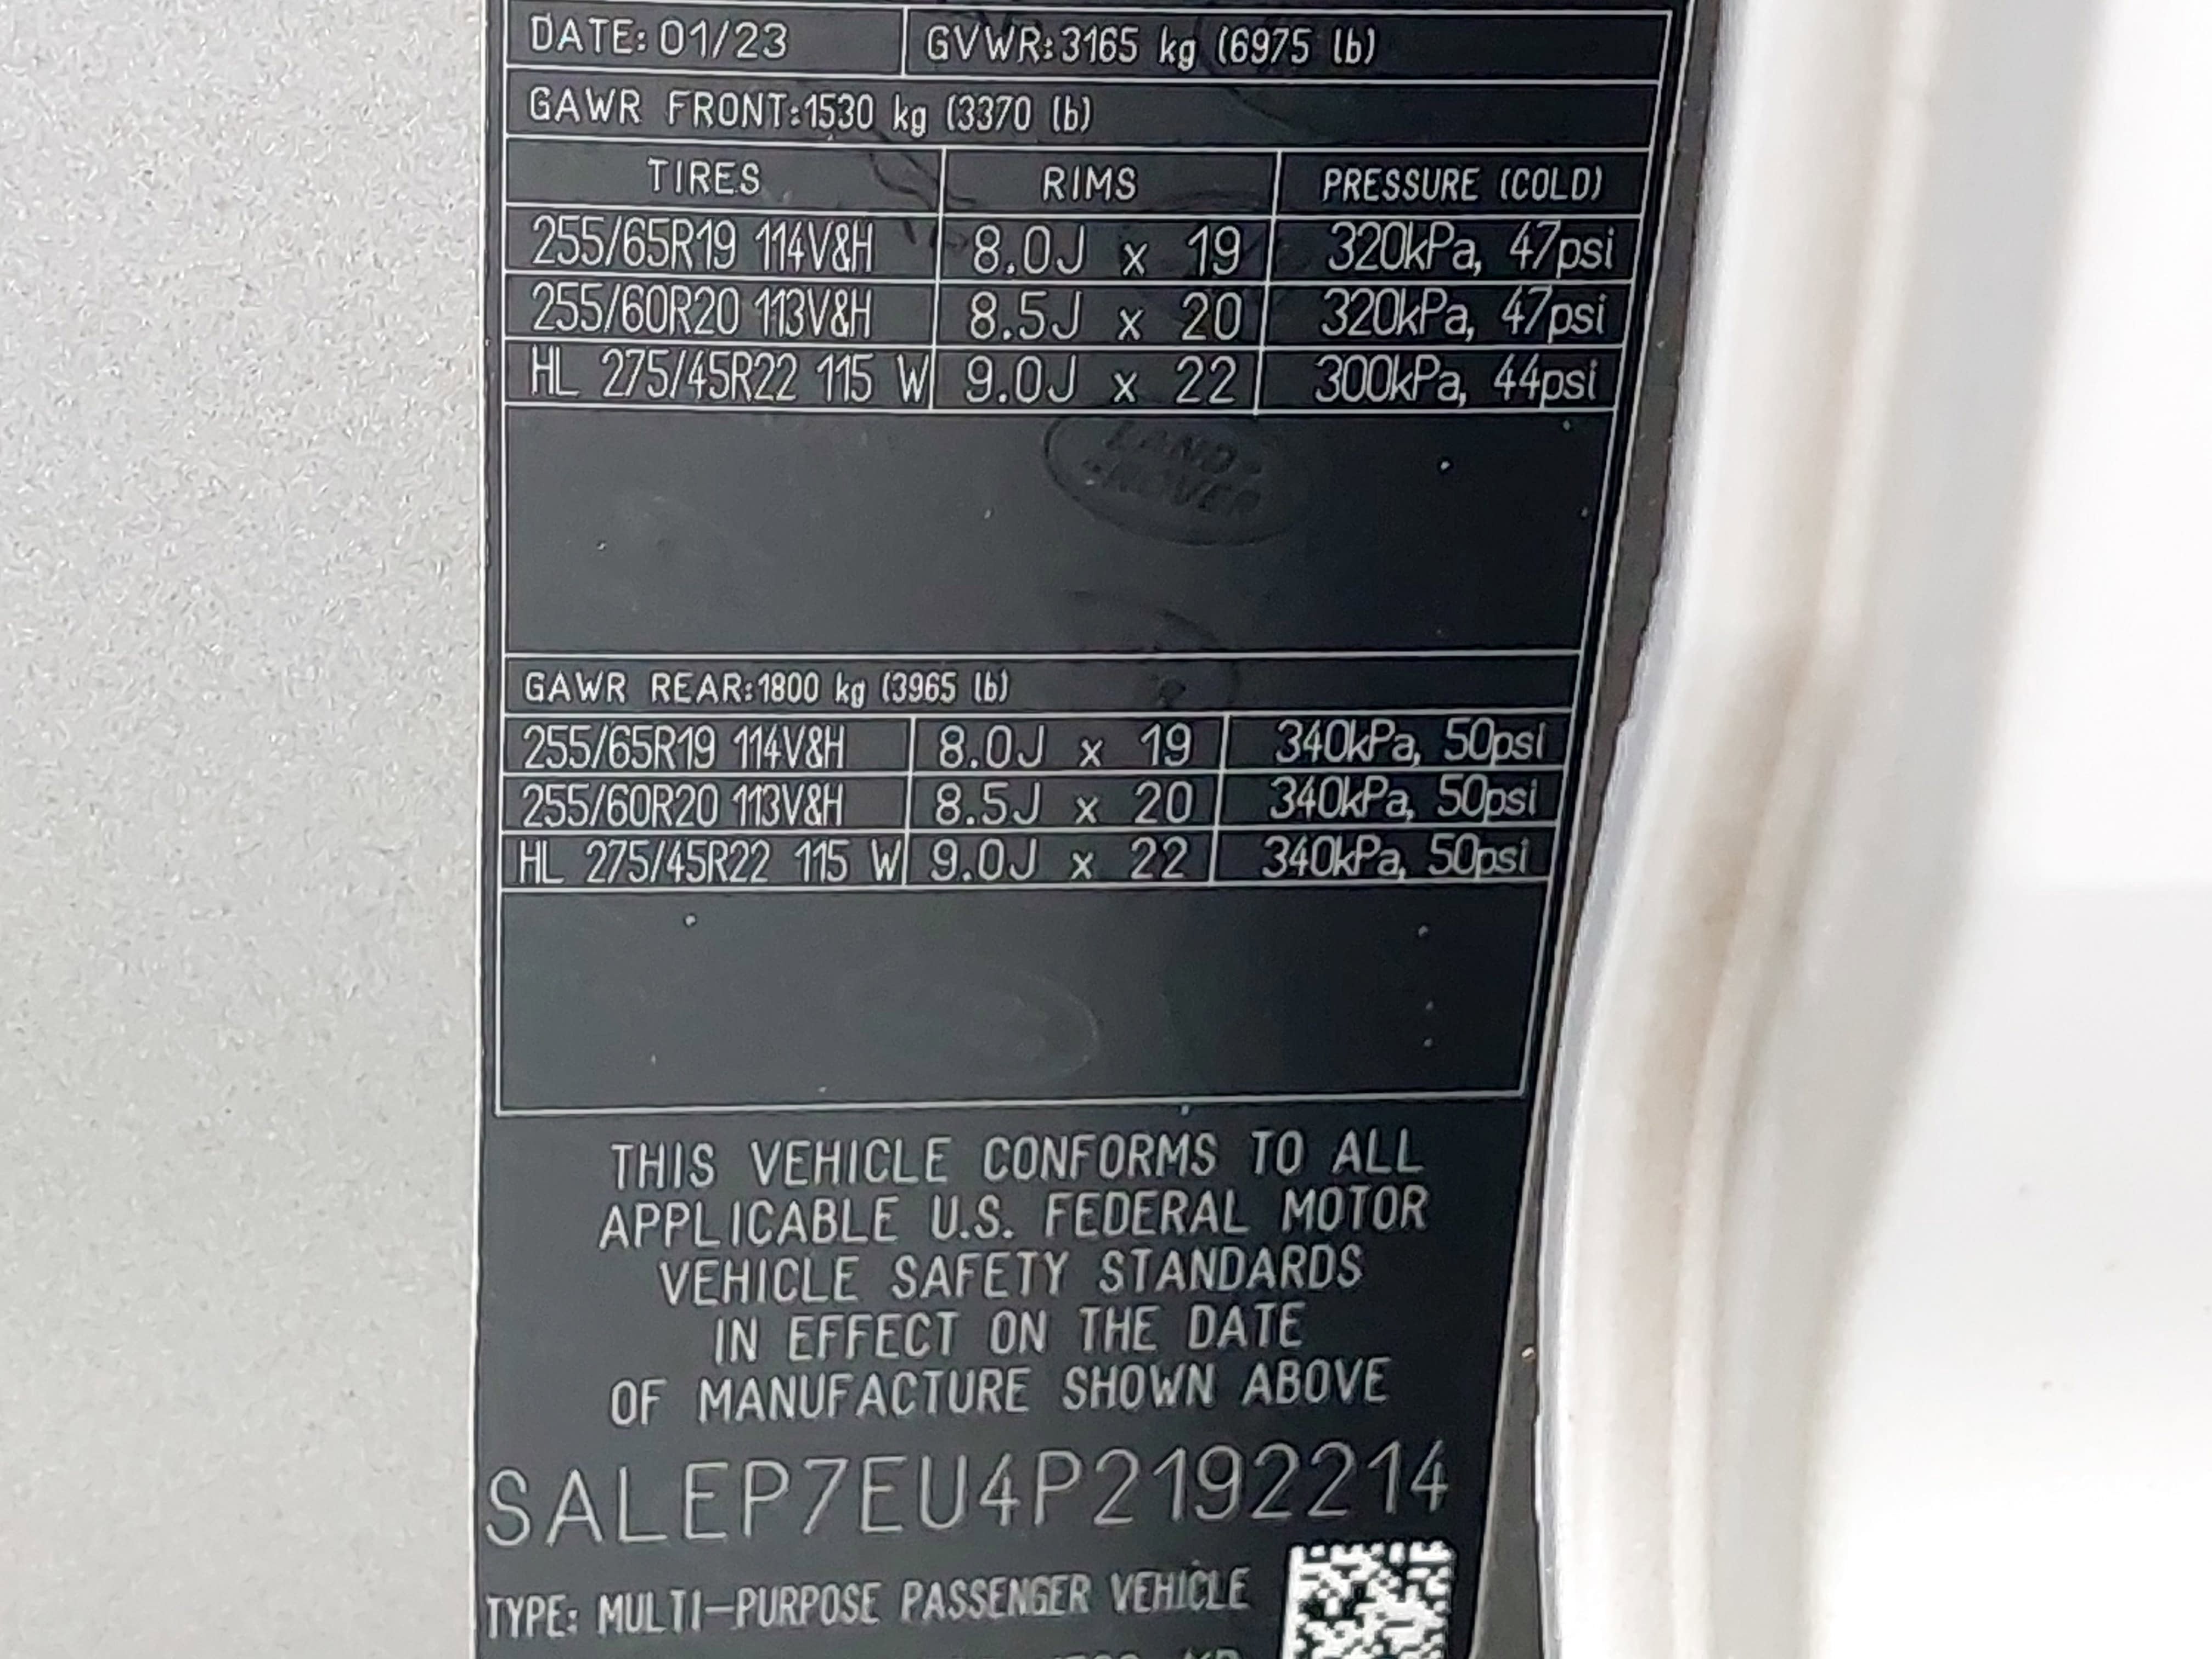 DATE: 01/23 GVWR: 3165 kg (6975 lb)
GAWR FRONT: 1530 kg (3370 lb)
TIRES RIMS PRESSURE (COLD)
255/65R19 114V&H 8.0J x 19 320kPa, 47psi
255/60R20 113V&H 8.5J x 20 320kPa, 47psi
HL 275/45R22 115 W 9.0J x 22 300kPa, 44psi
LAND-
-ROVER
GAWR REAR: 1800 kg (3965 lb)
255/65R19 114V&H 8.0J x 19 340kPa, 50psi
255/60R20 113V&H 8.5J x 20 340kPa, 50psi
HL 275/45R22 115 W 9.0J x 22 340kPa, 50psi
THIS VEHICLE CONFORMS TO ALL
APPLICABLE U.S. FEDERAL MOTOR
VEHICLE SAFETY STANDARDS
IN EFFECT ON THE DATE
OF MANUFACTURE SHOWN ABOVE
SALEP7EU4P2192214
TYPE: MULTI-PURPOSE PASSENGER VEHICLE